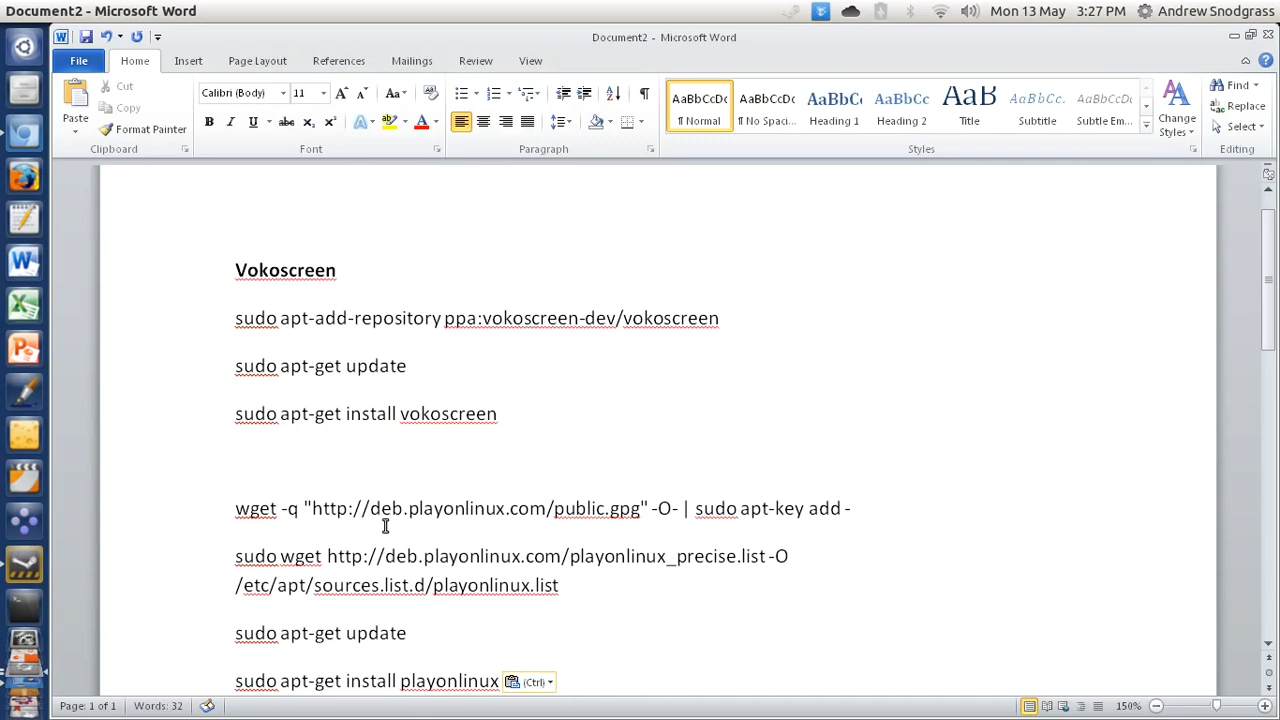 Document2 - Microsoft Word
Mon 13 May 3:27 PM Andrew Snodgrass
Document2 - Microsoft Word
File Home Insert Page Layout References Mailings Review View
Paste
Cut
Copy
Format Painter
Calibri (Body) 11
AaBbCcDc AaBbCcDc AaBbC AaBbCc AaB AaBbCc. AaBbCcDc
¶ Normal ¶ No Spaci... Heading 1 Heading 2 Title Subtitle Subtle Em...
Change
Styles
Find
Replace
Select
Clipboard Font Paragraph Styles Editing
Vokoscreen
sudo apt-add-repository ppa:vokoscreen-dev/vokoscreen
sudo apt-get update
sudo apt-get install vokoscreen
wget -q "http://deb.playonlinux.com/public.gpg" -O- | sudo apt-key add -
sudo wget http://deb.playonlinux.com/playonlinux_precise.list -O
/etc/apt/sources.list.d/playonlinux.list
sudo apt-get update
sudo apt-get install playonlinux (Ctrl)
Page: 1 of 1 Words: 32 150%